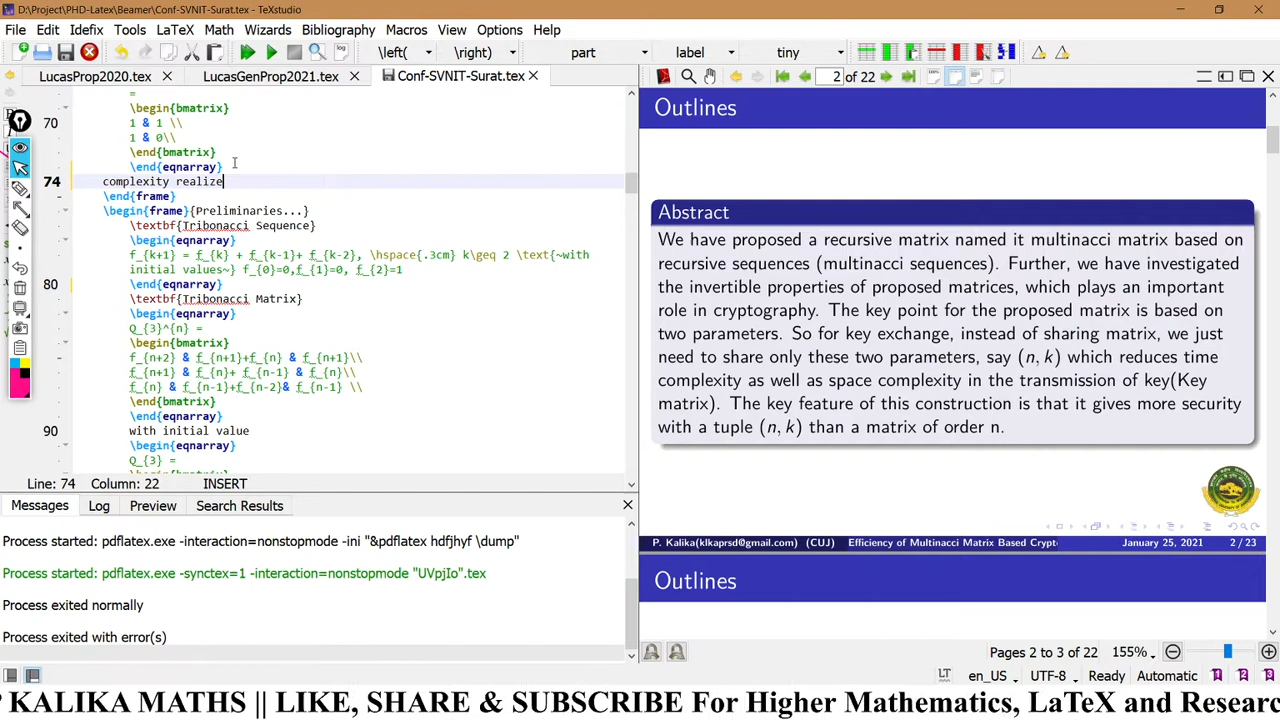 D:\Project\PHD-Latex\Beamer\Conf-SVNIT-Surat.tex - TeXstudio
File Edit Idefix Tools LaTeX Math Wizards Bibliography Macros View Options Help
log \left( \right) part label tiny 2 of 22
LucasProp2020.tex LucasGenProp2021.tex Conf-SVNIT-Surat.tex
=
\begin{bmatrix}
70 1 & 1 \\
1 & 0\\
\end{bmatrix}
\end{eqnarray}
74 complexity realize
\end{frame}
\begin{frame}{Preliminaries...}
\textbf{Tribonacci Sequence}
\begin{eqnarray}
f_{k+1} = f_{k} + f_{k-1}+ f_{k-2}, \hspace{.3cm} k\geq 2 \text{~with
initial values~} f_{0}=0,f_{1}=0, f_{2}=1
80 \end{eqnarray}
\textbf{Tribonacci Matrix}
\begin{eqnarray}
Q_{3}^{n} =
\begin{bmatrix}
f_{n+2} & f_{n+1}+f_{n} & f_{n+1}\\
f_{n+1} & f_{n}+ f_{n-1} & f_{n}\\
f_{n} & f_{n-1}+f_{n-2}& f_{n-1} \\
\end{bmatrix}
\end{eqnarray}
90 with initial value
\begin{eqnarray}
Q_{3} =
Line: 74 Column: 22 INSERT
Messages Log Preview Search Results
Process started: pdflatex.exe -interaction=nonstopmode -ini "&pdflatex hdfjhyf \dump"
Process started: pdflatex.exe -synctex=1 -interaction=nonstopmode "UVpjIo".tex
Process exited normally
Process exited with error(s)
Outlines
Abstract
We have proposed a recursive matrix named it multinacci matrix based on
recursive sequences (multinacci sequences). Further, we have investigated
the invertible properties of proposed matrices, which plays an important
role in cryptography. The key point for the proposed matrix is based on
two parameters. So for key exchange, instead of sharing matrix, we just
need to share only these two parameters, say (n, k) which reduces time
complexity as well as space complexity in the transmission of key(Key
matrix). The key feature of this construction is that it gives more security
with a tuple (n, k) than a matrix of order n.
P. Kalika(klkaprsd@gmail.com) (CUJ) Efficiency of Multinacci Matrix Based Crypto January 25, 2021 2 / 23
Outlines
Pages 2 to 3 of 22 155%
LT en_US UTF-8 Ready Automatic 1 2 3
P KALIKA MATHS || LIKE, SHARE & SUBSCRIBE For Higher Mathematics, LaTeX and Researc